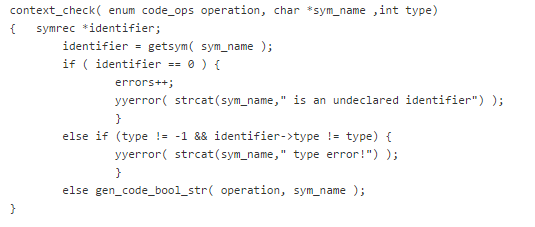 context_check( enum code_ops operation, char *sym_name ,int type)
{   symrec *identifier;
        identifier = getsym( sym_name );
        if ( identifier == 0 ) {
                errors++;
                yyerror( strcat(sym_name," is an undeclared identifier") );
                }
        else if (type != -1 && identifier->type != type) {
                yyerror( strcat(sym_name," type error!") );
                }
        else gen_code_bool_str( operation, sym_name );
}